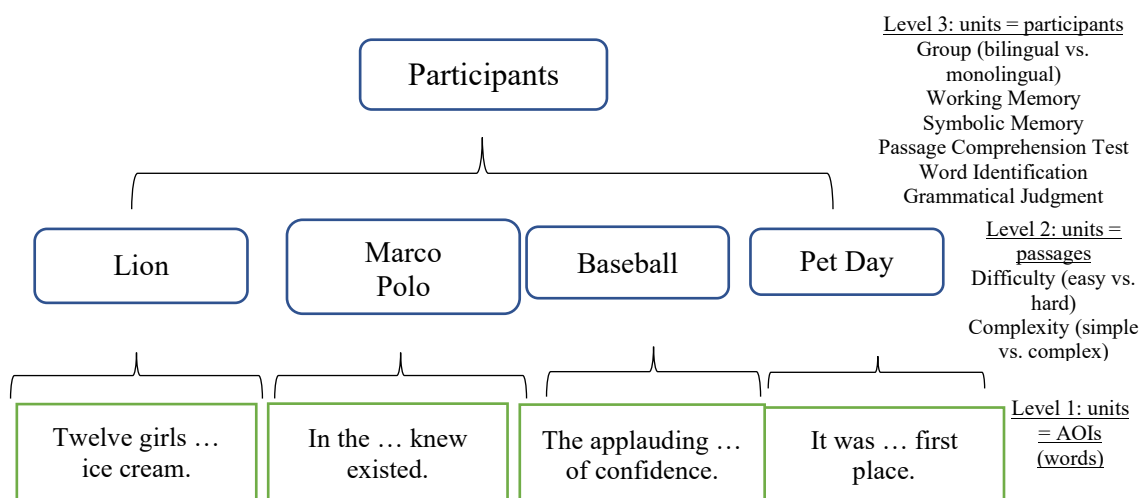 Participants
Level 3: units = participants
Group (bilingual vs.
monolingual)
Working Memory
Symbolic Memory
Passage Comprehension Test
Word Identification
Grammatical Judgment
Lion
Marco
Polo
Baseball
Pet Day
Level 2: units =
passages
Difficulty (easy vs.
hard)
Complexity (simple
vs. complex)
Twelve girls …
ice cream.
In the … knew
existed.
The applauding …
of confidence.
It was … first
place.
Level 1: units
= AOIs
(words)